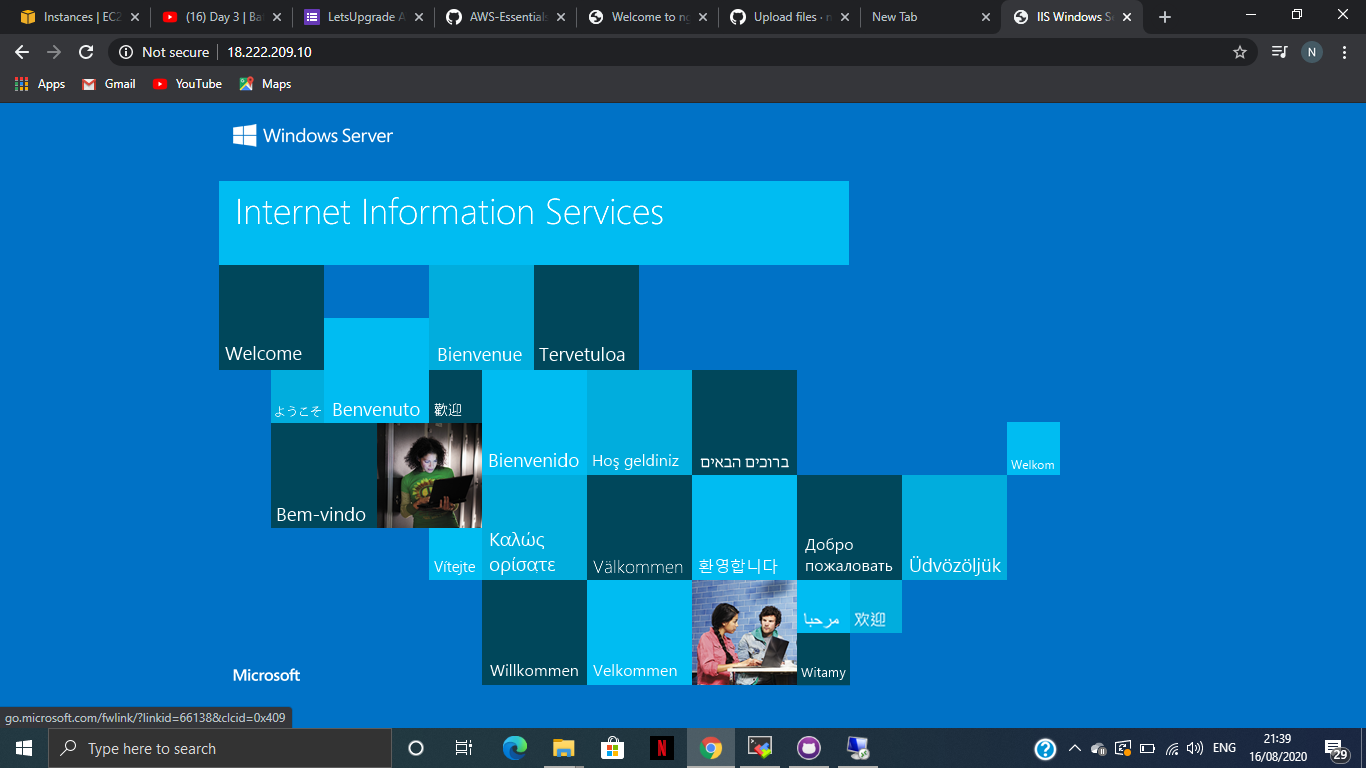 Instances | EC2
(16) Day 3 | Ba
LetsUpgrade A
AWS-Essential
Welcome to ng
Upload files · n
New Tab
IIS Windows Se
Not secure
18.222.209.10
N
Apps
Gmail
YouTube
Maps
Windows Server
Internet Information Services
Welcome
Bienvenue
Tervetuloa
ようこそ
Benvenuto
歡迎
Bienvenido
Hoş geldiniz
ברוכים הבאים
Welkom
Bem-vindo
Vítejte
Καλώς
ορίσατε
Välkommen
환영합니다
Добро
пожаловать
Üdvözöljük
Willkommen
Velkommen
مرحبا
欢迎
Witamy
Microsoft
go.microsoft.com/fwlink/?linkid=66138&clcid=0x409
Type here to search
N
ENG
21:39
16/08/2020
29